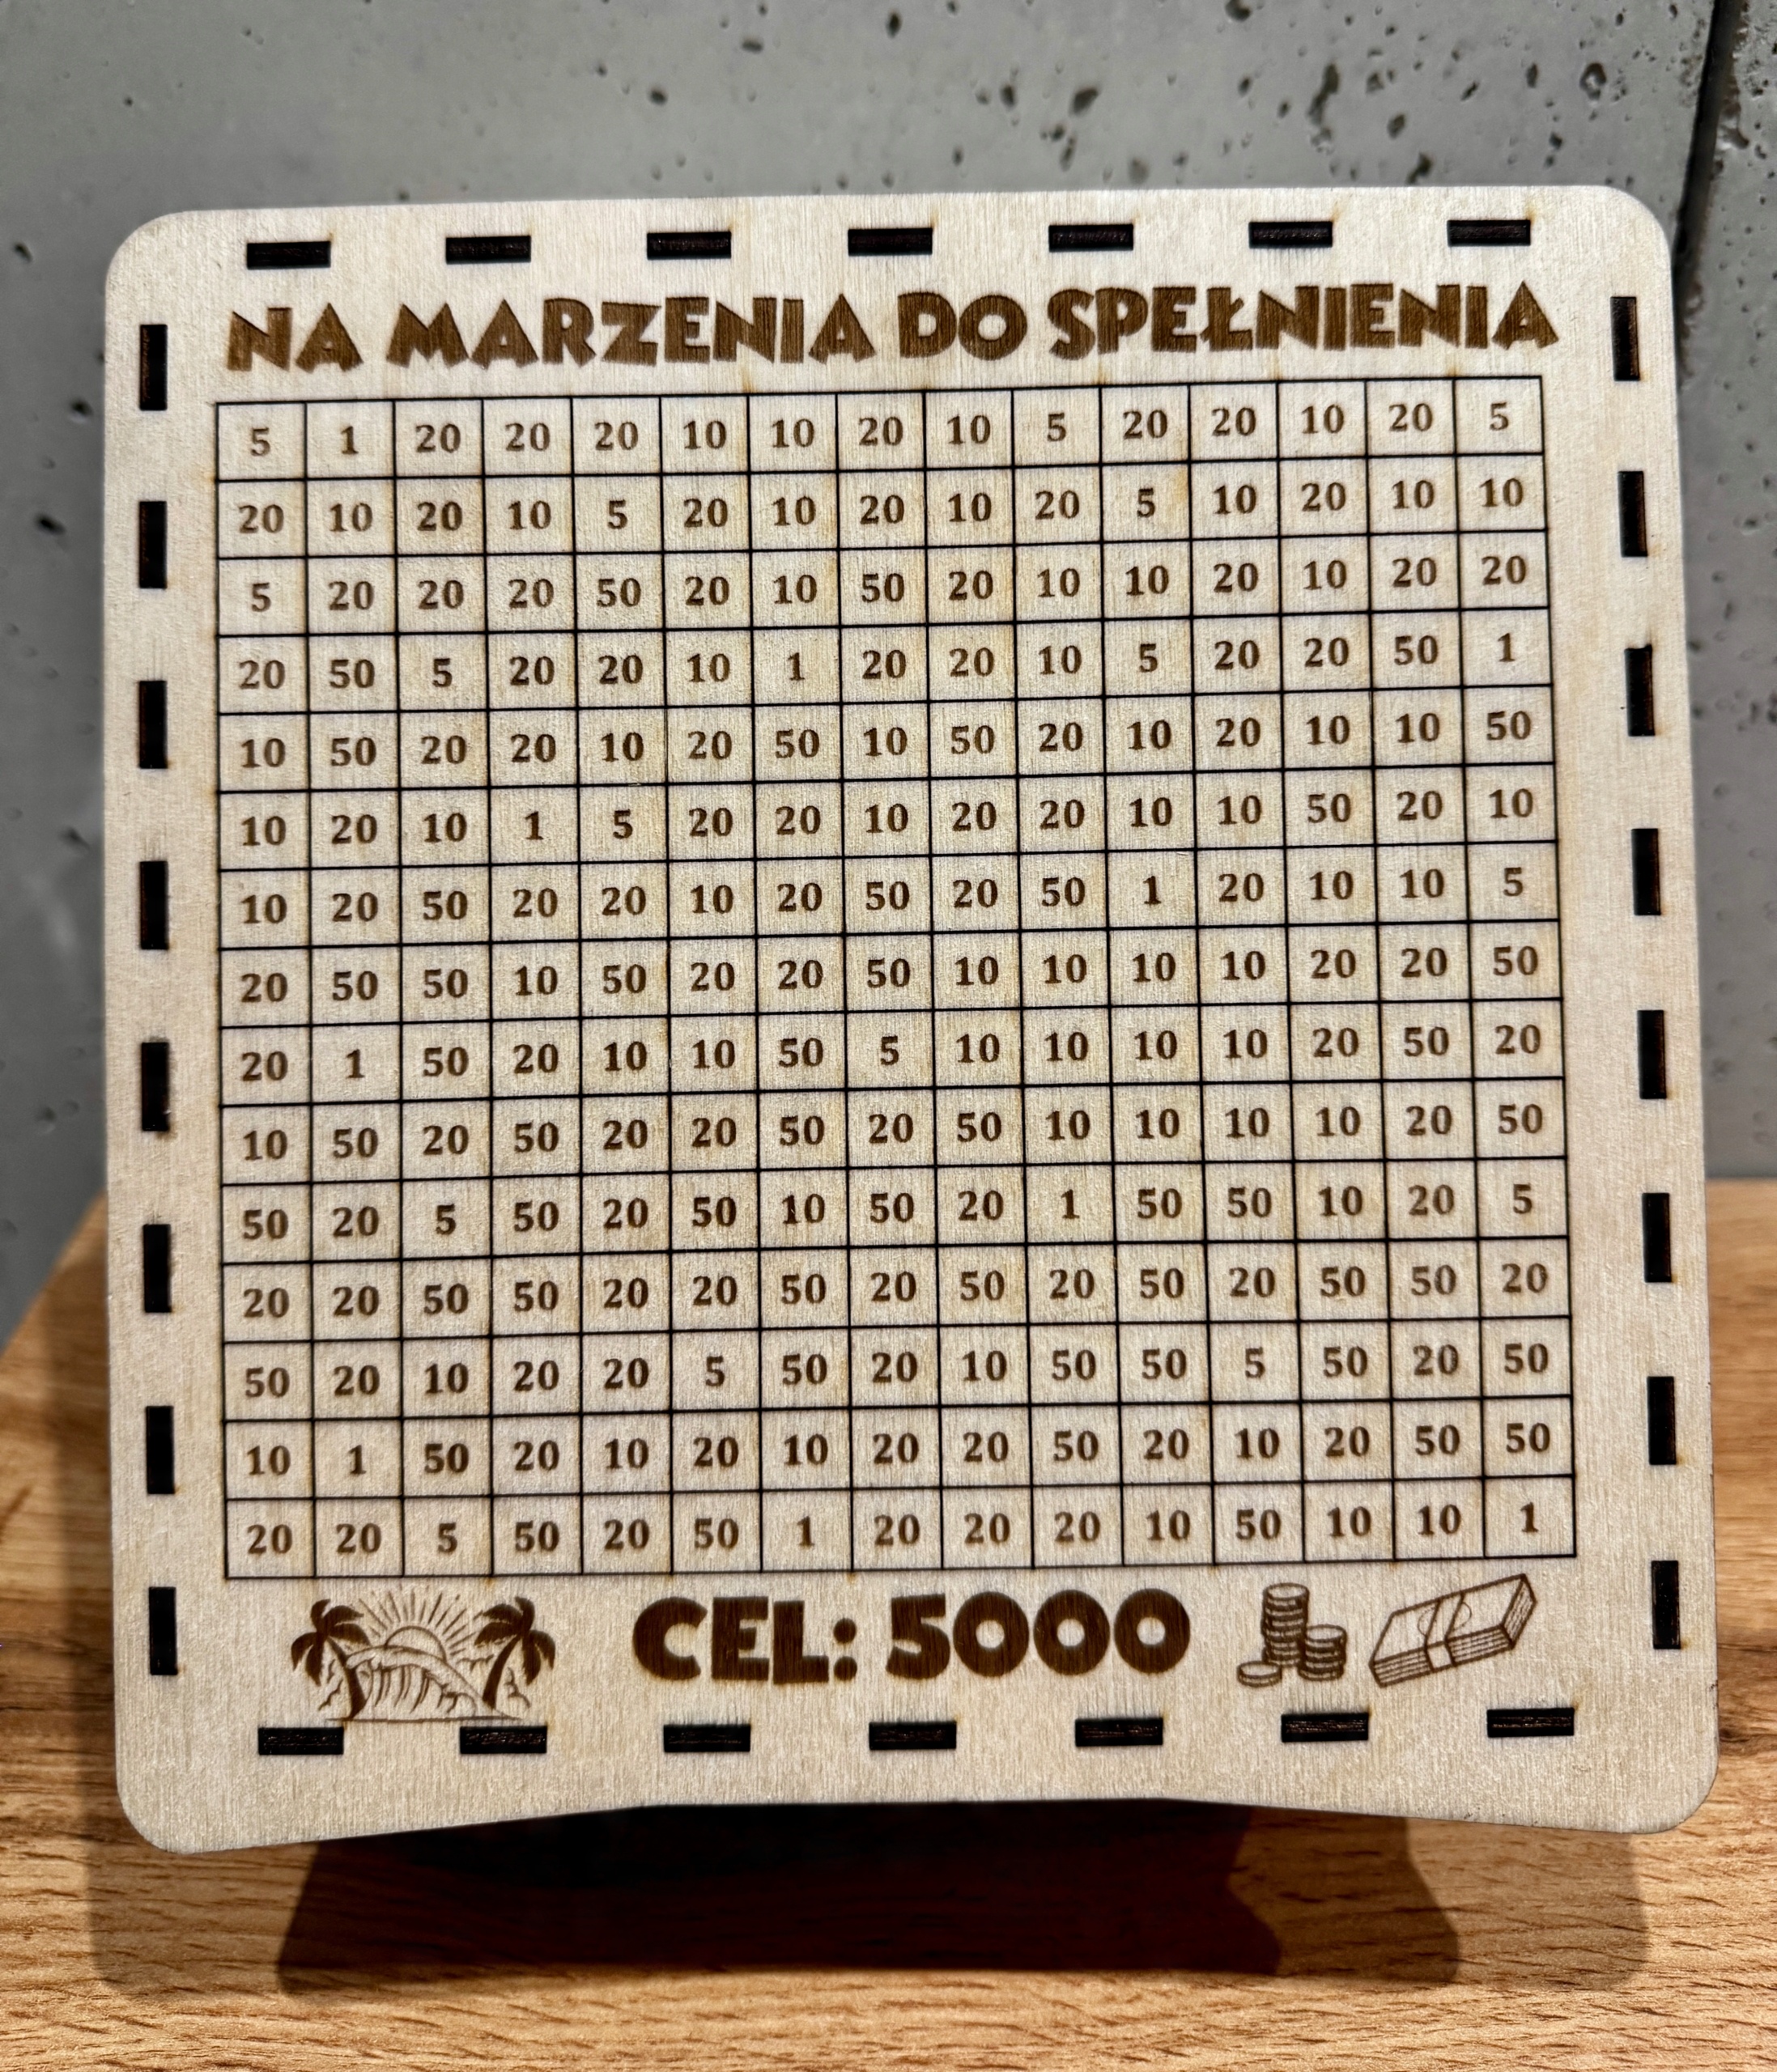 NA MARZENIA DO SPEŁNIENIA
5 1 20 20 20 10 10 20 10 5 20 20 10 20 5
20 10 20 10 5 20 10 20 10 20 5 10 20 10 10
5 20 20 20 50 20 10 50 20 10 10 20 10 20 20
20 50 5 20 20 10 1 20 20 10 5 20 20 50 1
10 50 20 20 10 20 50 10 50 20 10 20 10 10 50
10 20 10 1 5 20 20 10 20 20 10 10 50 20 10
10 20 50 20 20 10 20 50 20 50 1 20 10 10 5
20 50 50 10 50 20 20 50 10 10 10 10 20 20 50
20 1 50 20 10 10 50 5 10 10 10 10 20 50 20
10 50 20 50 20 20 50 20 50 10 10 10 10 20 50
50 20 5 50 20 50 10 50 20 1 50 50 10 20 5
20 20 50 50 20 20 50 20 50 20 50 20 50 50 20
50 20 10 20 20 5 50 20 10 50 50 5 50 20 50
10 1 50 20 10 20 10 20 20 50 20 10 20 50 50
20 20 5 50 20 50 1 20 20 20 10 50 10 10 1
CEL: 5000